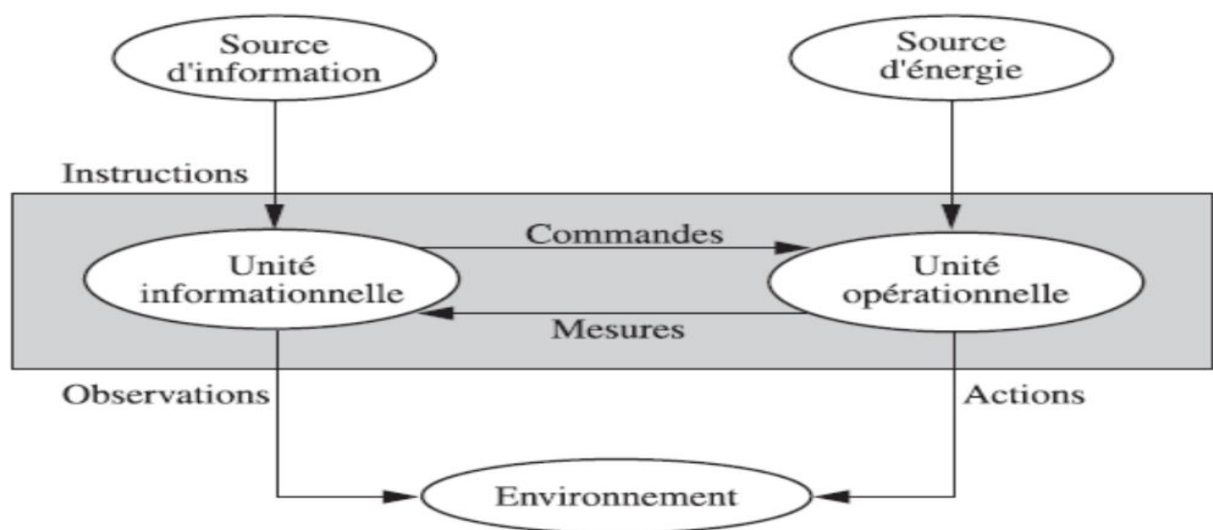 Source
d'information
Source
d'énergie
Instructions
Commandes
Unité
informationnelle
Unité
opérationnelle
Mesures
Observations
Actions
Environnement